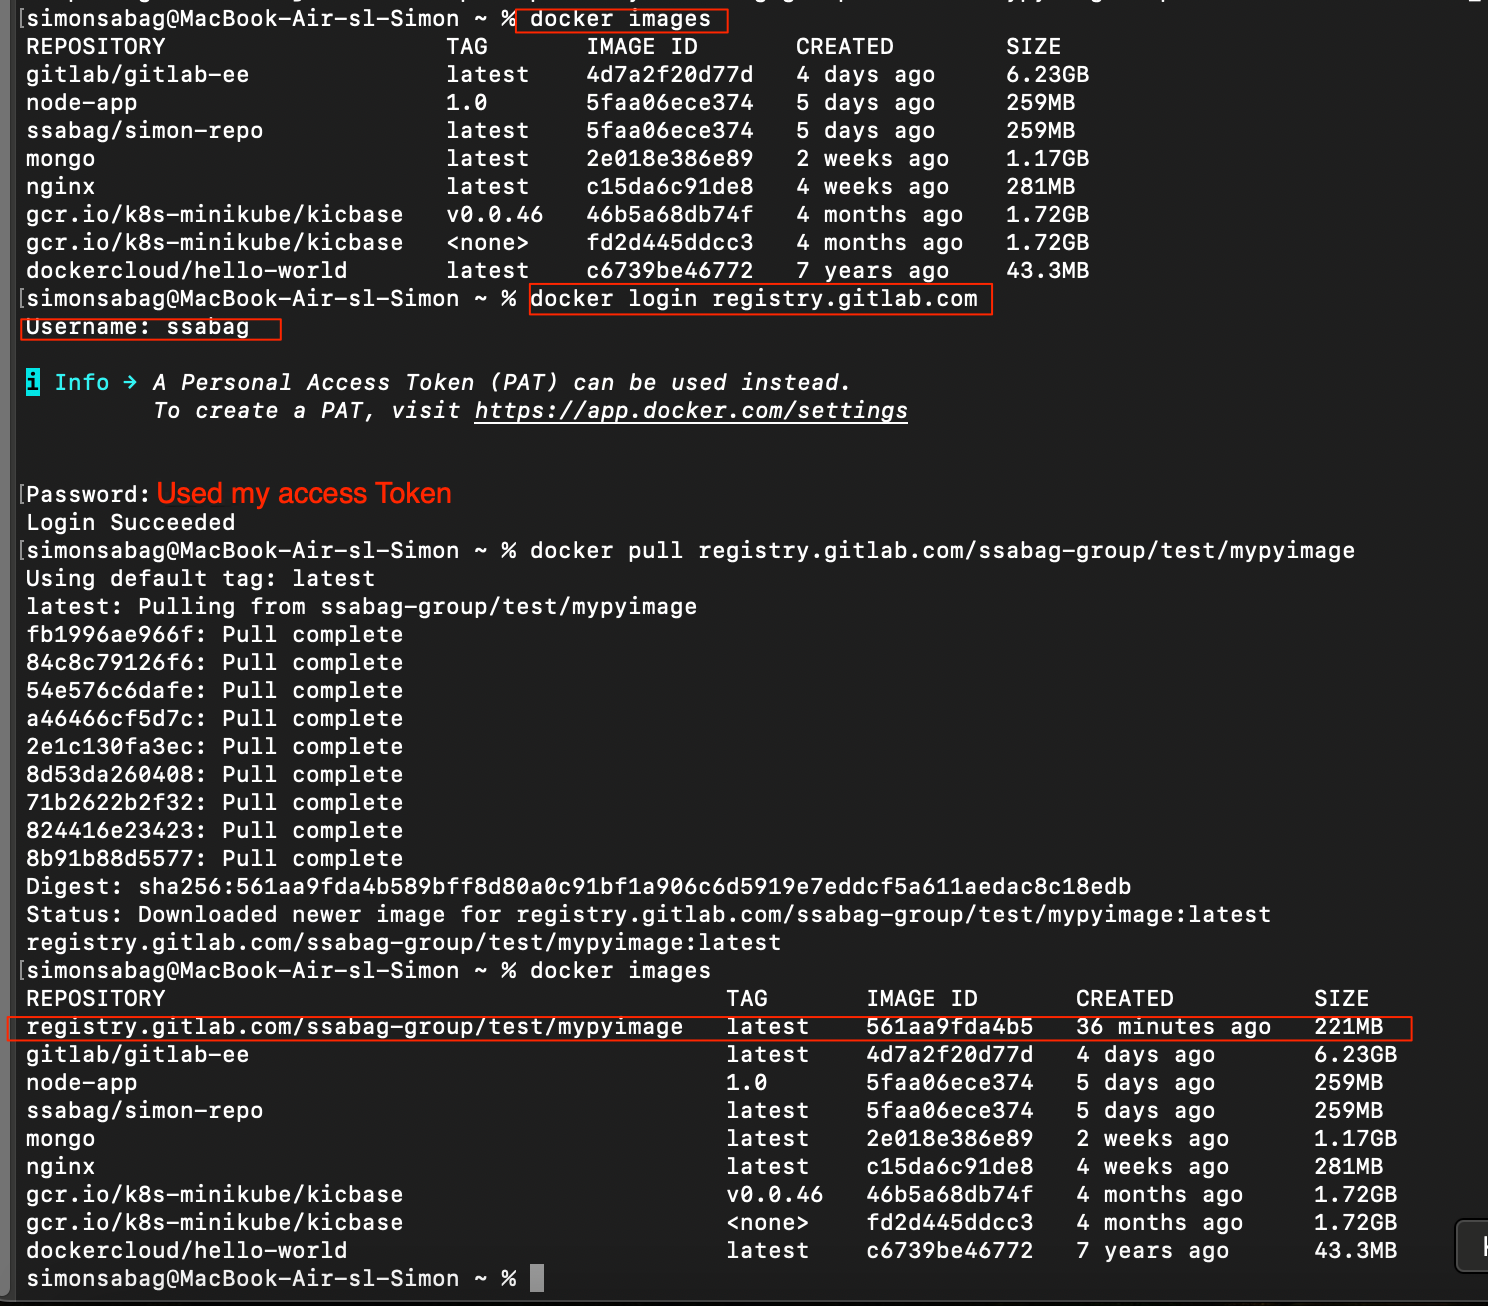 [simonsabag@MacBook-Air-sl-Simon ~ % docker images
REPOSITORY TAG IMAGE ID CREATED SIZE
gitlab/gitlab-ee latest 4d7a2f20d77d 4 days ago 6.23GB
node-app 1.0 5faa06ece374 5 days ago 259MB
ssabag/simon-repo latest 5faa06ece374 5 days ago 259MB
mongo latest 2e018e386e89 2 weeks ago 1.17GB
nginx latest c15da6c91de8 4 weeks ago 281MB
gcr.io/k8s-minikube/kicbase v0.0.46 46b5a68db74f 4 months ago 1.72GB
gcr.io/k8s-minikube/kicbase <none> fd2d445ddcc3 4 months ago 1.72GB
dockercloud/hello-world latest c6739be46772 7 years ago 43.3MB
[simonsabag@MacBook-Air-sl-Simon ~ % docker login registry.gitlab.com
Username: ssabag
i Info → A Personal Access Token (PAT) can be used instead.
To create a PAT, visit https://app.docker.com/settings
[Password: Used my access Token
Login Succeeded
[simonsabag@MacBook-Air-sl-Simon ~ % docker pull registry.gitlab.com/ssabag-group/test/mypyimage
Using default tag: latest
latest: Pulling from ssabag-group/test/mypyimage
fb1996ae966f: Pull complete
84c8c79126f6: Pull complete
54e576c6dafe: Pull complete
a46466cf5d7c: Pull complete
2e1c130fa3ec: Pull complete
8d53da260408: Pull complete
71b2622b2f32: Pull complete
824416e23423: Pull complete
8b91b88d5577: Pull complete
Digest: sha256:561aa9fda4b589bff8d80a0c91bf1a906c6d5919e7eddcf5a611aedac8c18edb
Status: Downloaded newer image for registry.gitlab.com/ssabag-group/test/mypyimage:latest
registry.gitlab.com/ssabag-group/test/mypyimage:latest
[simonsabag@MacBook-Air-sl-Simon ~ % docker images
REPOSITORY TAG IMAGE ID CREATED SIZE
registry.gitlab.com/ssabag-group/test/mypyimage latest 561aa9fda4b5 36 minutes ago 221MB
gitlab/gitlab-ee latest 4d7a2f20d77d 4 days ago 6.23GB
node-app 1.0 5faa06ece374 5 days ago 259MB
ssabag/simon-repo latest 5faa06ece374 5 days ago 259MB
mongo latest 2e018e386e89 2 weeks ago 1.17GB
nginx latest c15da6c91de8 4 weeks ago 281MB
gcr.io/k8s-minikube/kicbase v0.0.46 46b5a68db74f 4 months ago 1.72GB
gcr.io/k8s-minikube/kicbase <none> fd2d445ddcc3 4 months ago 1.72GB
dockercloud/hello-world latest c6739be46772 7 years ago 43.3MB
simonsabag@MacBook-Air-sl-Simon ~ %